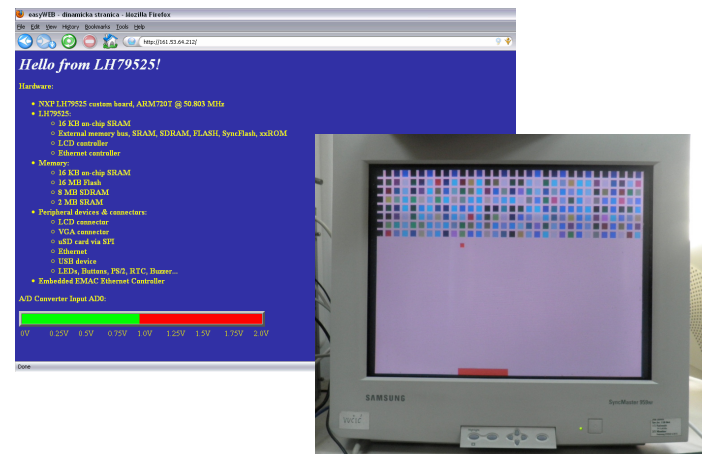 easyWEB - dinamicka stranica - Mozilla Firefox
File Edit View History Bookmarks Tools Help
http://161.53.64.212/
Hello from LH79525!
Hardware:
NXP LH79525 custom board, ARM720T @ 50.803 MHz
LH79525:
16 KB on-chip SRAM
External memory bus, SRAM, SDRAM, FLASH, SyncFlash, xxROM
LCD controller
Ethernet controller
Memory:
16 KB on-chip SRAM
16 MB Flash
8 MB SDRAM
2 MB SRAM
Peripheral devices & connectors:
LCD connector
VGA connector
uSD card via SPI
Ethernet
USB device
LEDs, Buttons, PS/2, RTC, Buzzer...
Embedded EMAC Ethernet Controller
A/D Converter Input AD0:
0V 0.25V 0.5V 0.75V 1.0V 1.25V 1.5V 1.75V 2.0V
Done
SAMSUNG
SyncMaster